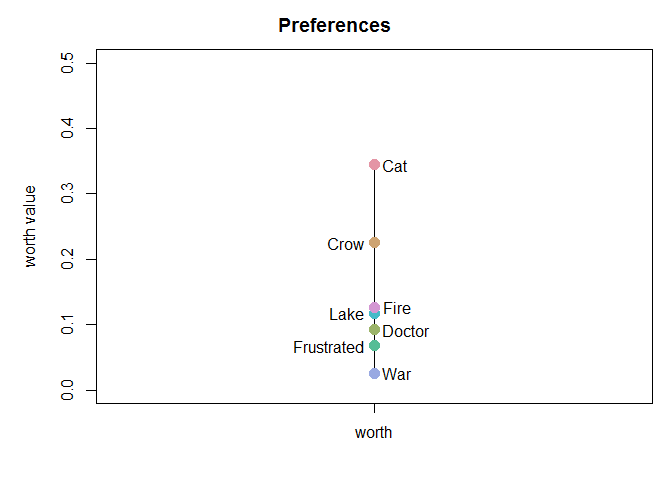 Preferences
worth value
0.5
0.4
0.3
0.2
0.1
0.0
Cat
Crow
Fire
Lake
Doctor
Frustrated
War
worth